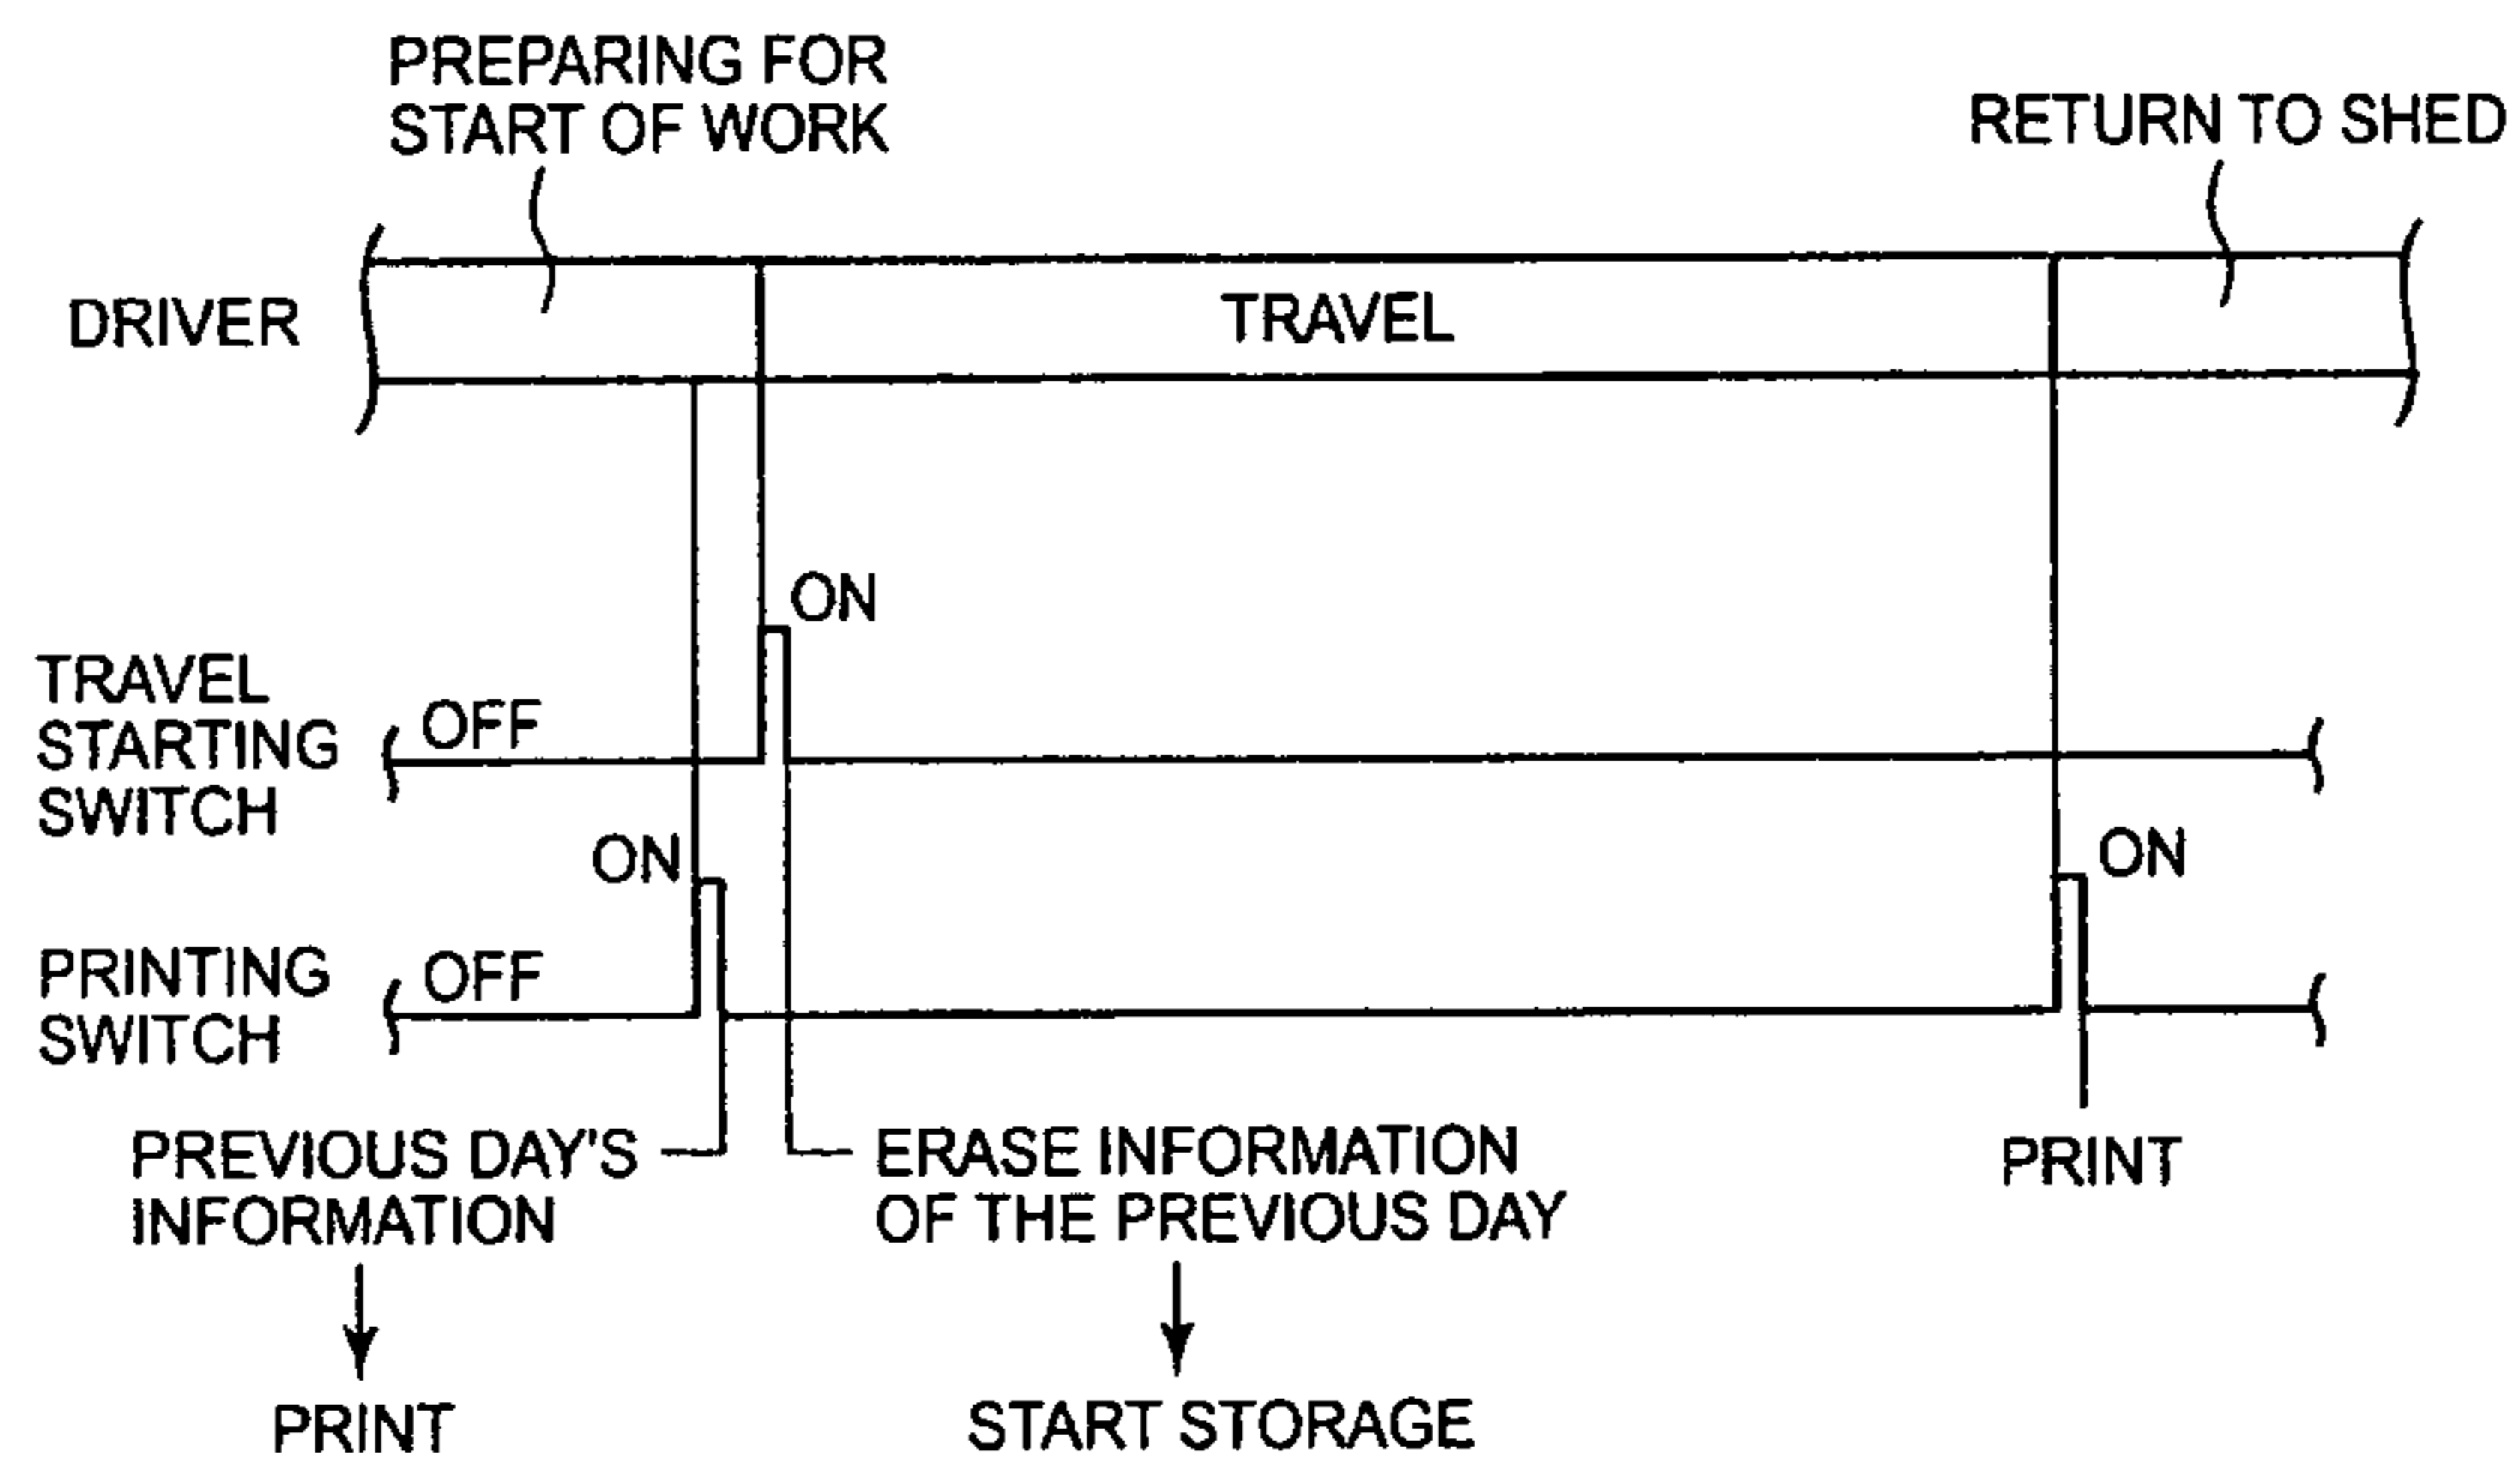 PREPARING FOR
START OF WORK
RETURN TO SHED
DRIVER
TRAVEL
ON
TRAVEL
STARTING
SWITCH
OFF
ON
ON
PRINTING
SWITCH
OFF
PREVIOUS DAY'S
INFORMATION
ERASE INFORMATION
OF THE PREVIOUS DAY
PRINT
PRINT
START STORAGE